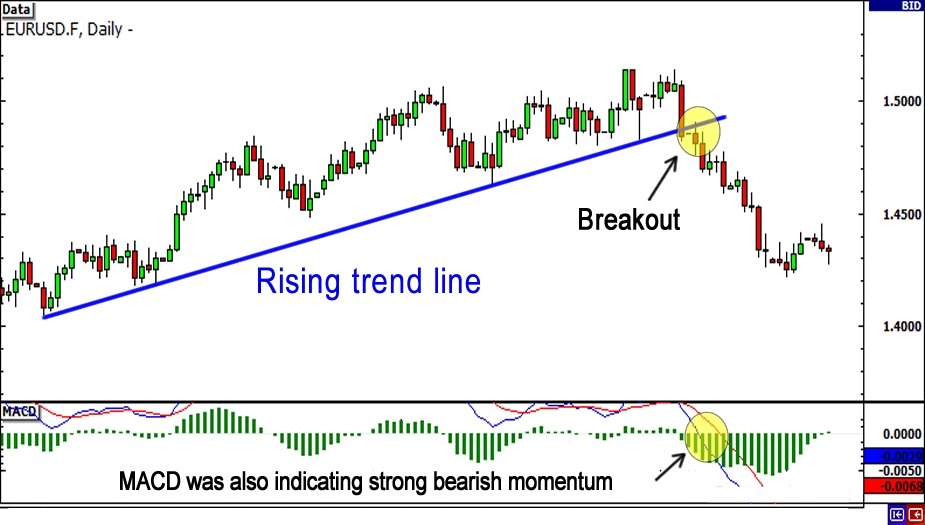 Data
BID
EURUSD.F, Daily -
1.5000
Breakout
1.4500
Rising trend line
1.4000
MACD
0.0000
-0.0029
-0.0050
MACD was also indicating strong bearish momentum
-0.0068